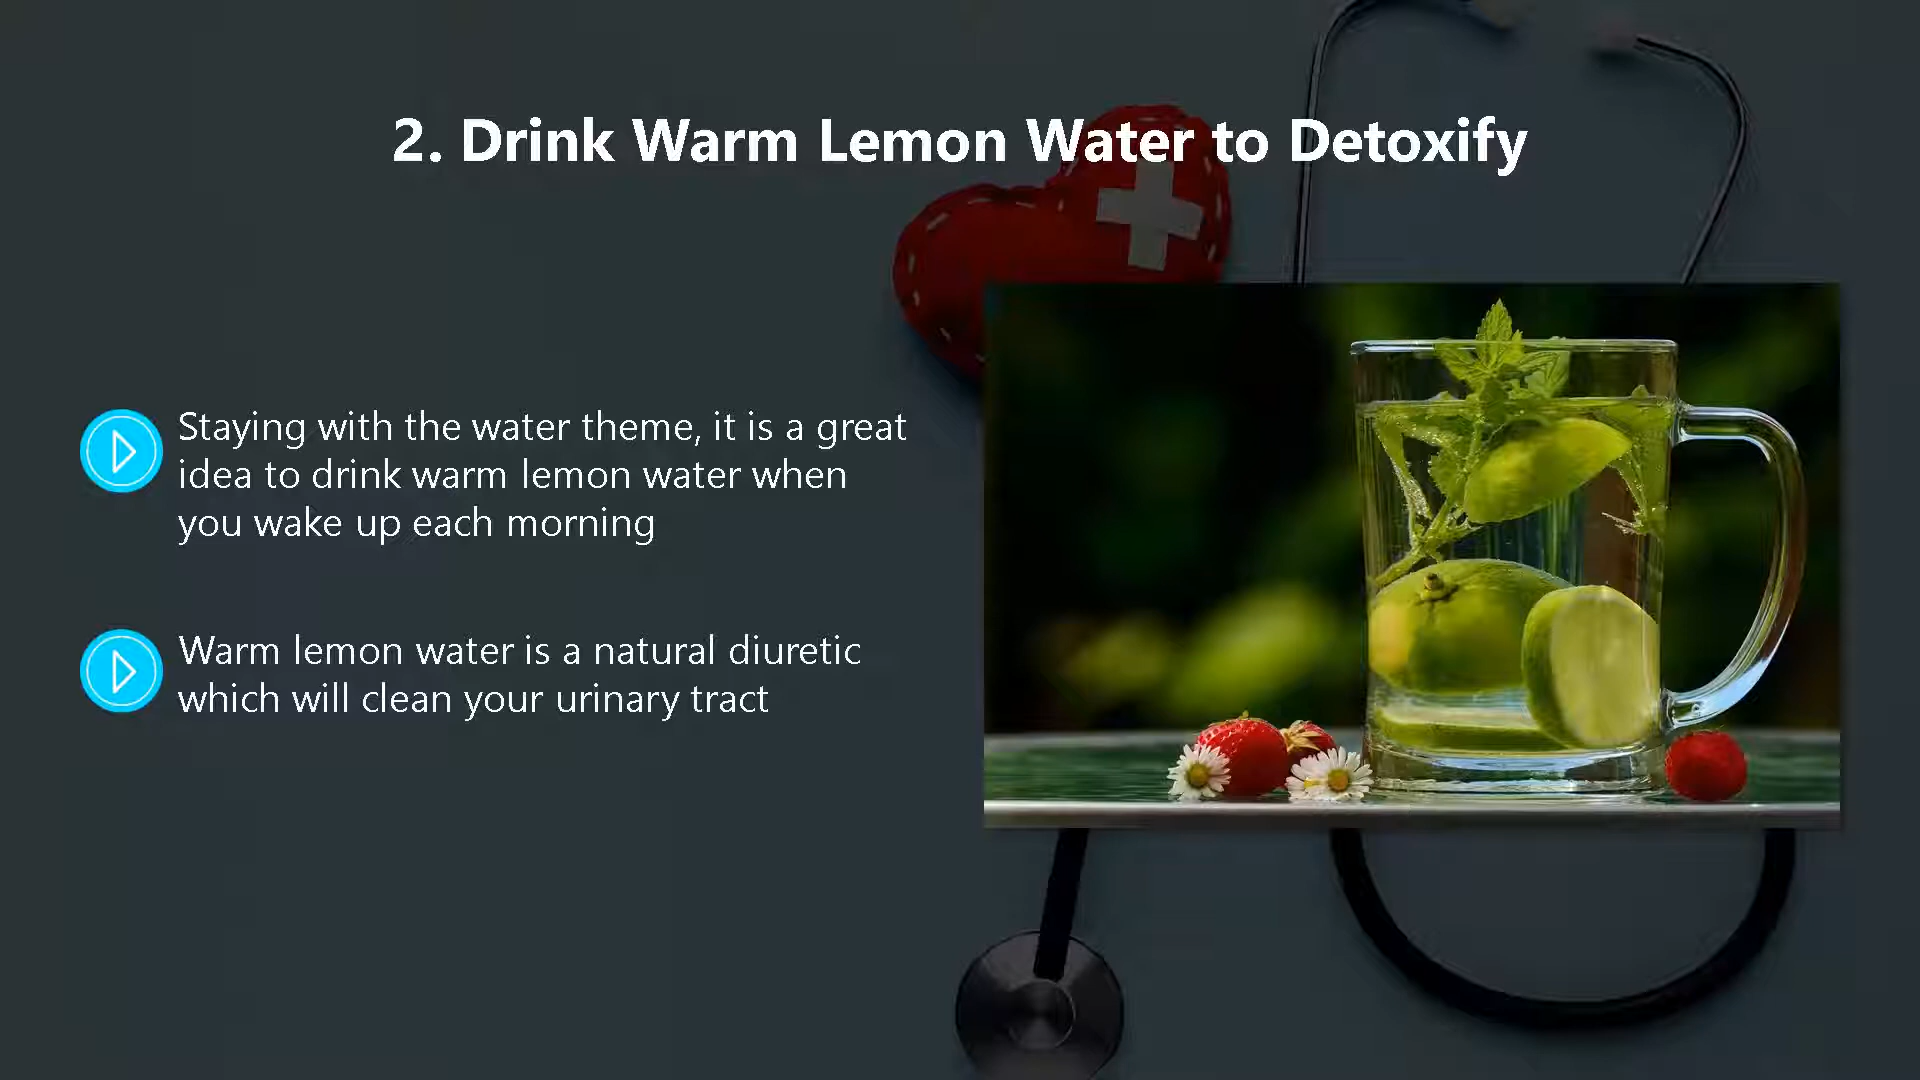 2. Drink Warm Lemon Water to Detoxify
Staying with the water theme, it is a great
idea to drink warm lemon water when
you wake up each morning
Warm lemon water is a natural diuretic
which will clean your urinary tract